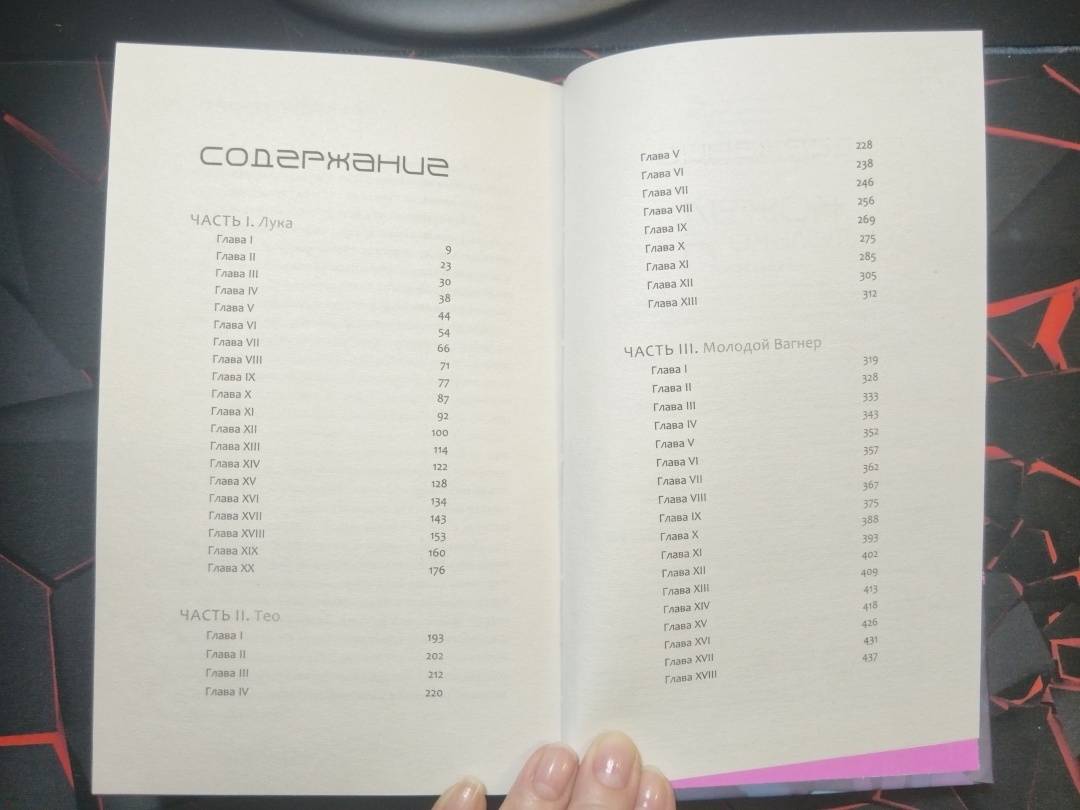 СОДЕРЖАНИЕ
ЧАСТЬ I. Лука
Глава I 9
Глава II 23
Глава III 30
Глава IV 38
Глава V 44
Глава VI 54
Глава VII 66
Глава VIII 71
Глава IX 77
Глава X 87
Глава XI 92
Глава XII 100
Глава XIII 114
Глава XIV 122
Глава XV 128
Глава XVI 134
Глава XVII 143
Глава XVIII 153
Глава XIX 160
Глава XX 176
ЧАСТЬ II. Тео
Глава I 193
Глава II 202
Глава III 212
Глава IV 220
Глава V 228
Глава VI 238
Глава VII 246
Глава VIII 256
Глава IX 269
Глава X 275
Глава XI 285
Глава XII 305
Глава XIII 312
ЧАСТЬ III. Молодой Вагнер
Глава I 319
Глава II 328
Глава III 333
Глава IV 343
Глава V 352
Глава VI 357
Глава VII 362
Глава VIII 367
Глава IX 375
Глава X 388
Глава XI 393
Глава XII 402
Глава XIII 409
Глава XIV 413
Глава XV 418
Глава XVI 426
Глава XVII 431
Глава XVIII 437